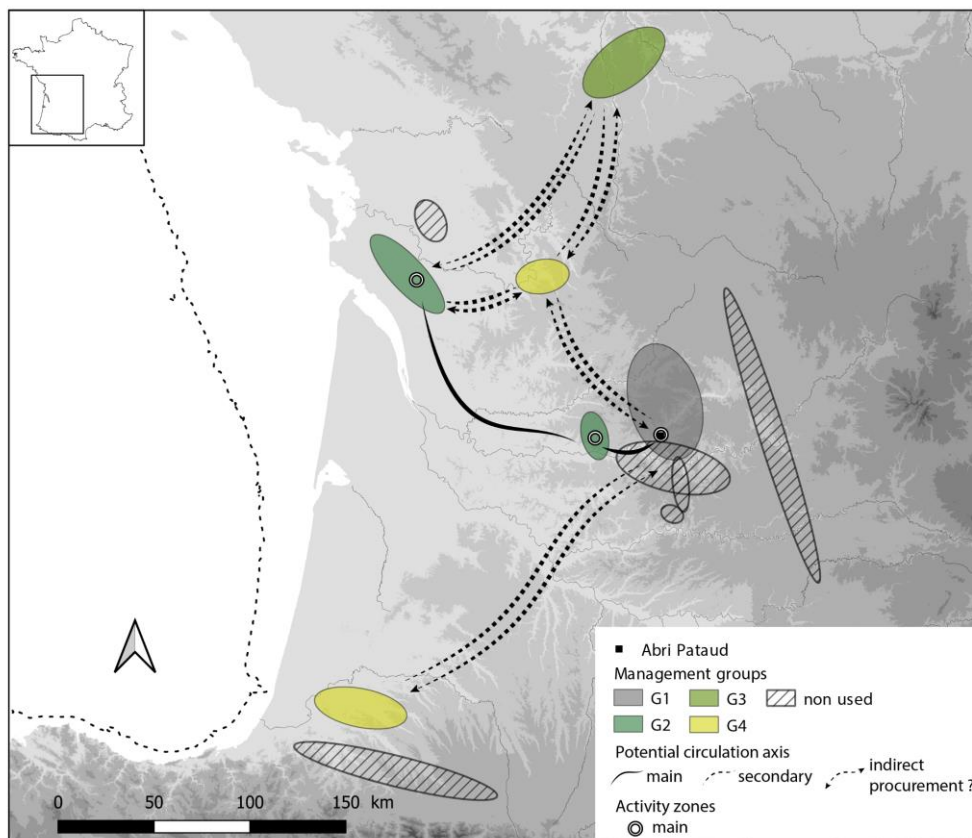 0 50 100 150 km
Abri Pataud
Management groups
G1 G3 non used
G2 G4
Potential circulation axis
main secondary indirect
procurement ?
Activity zones
main